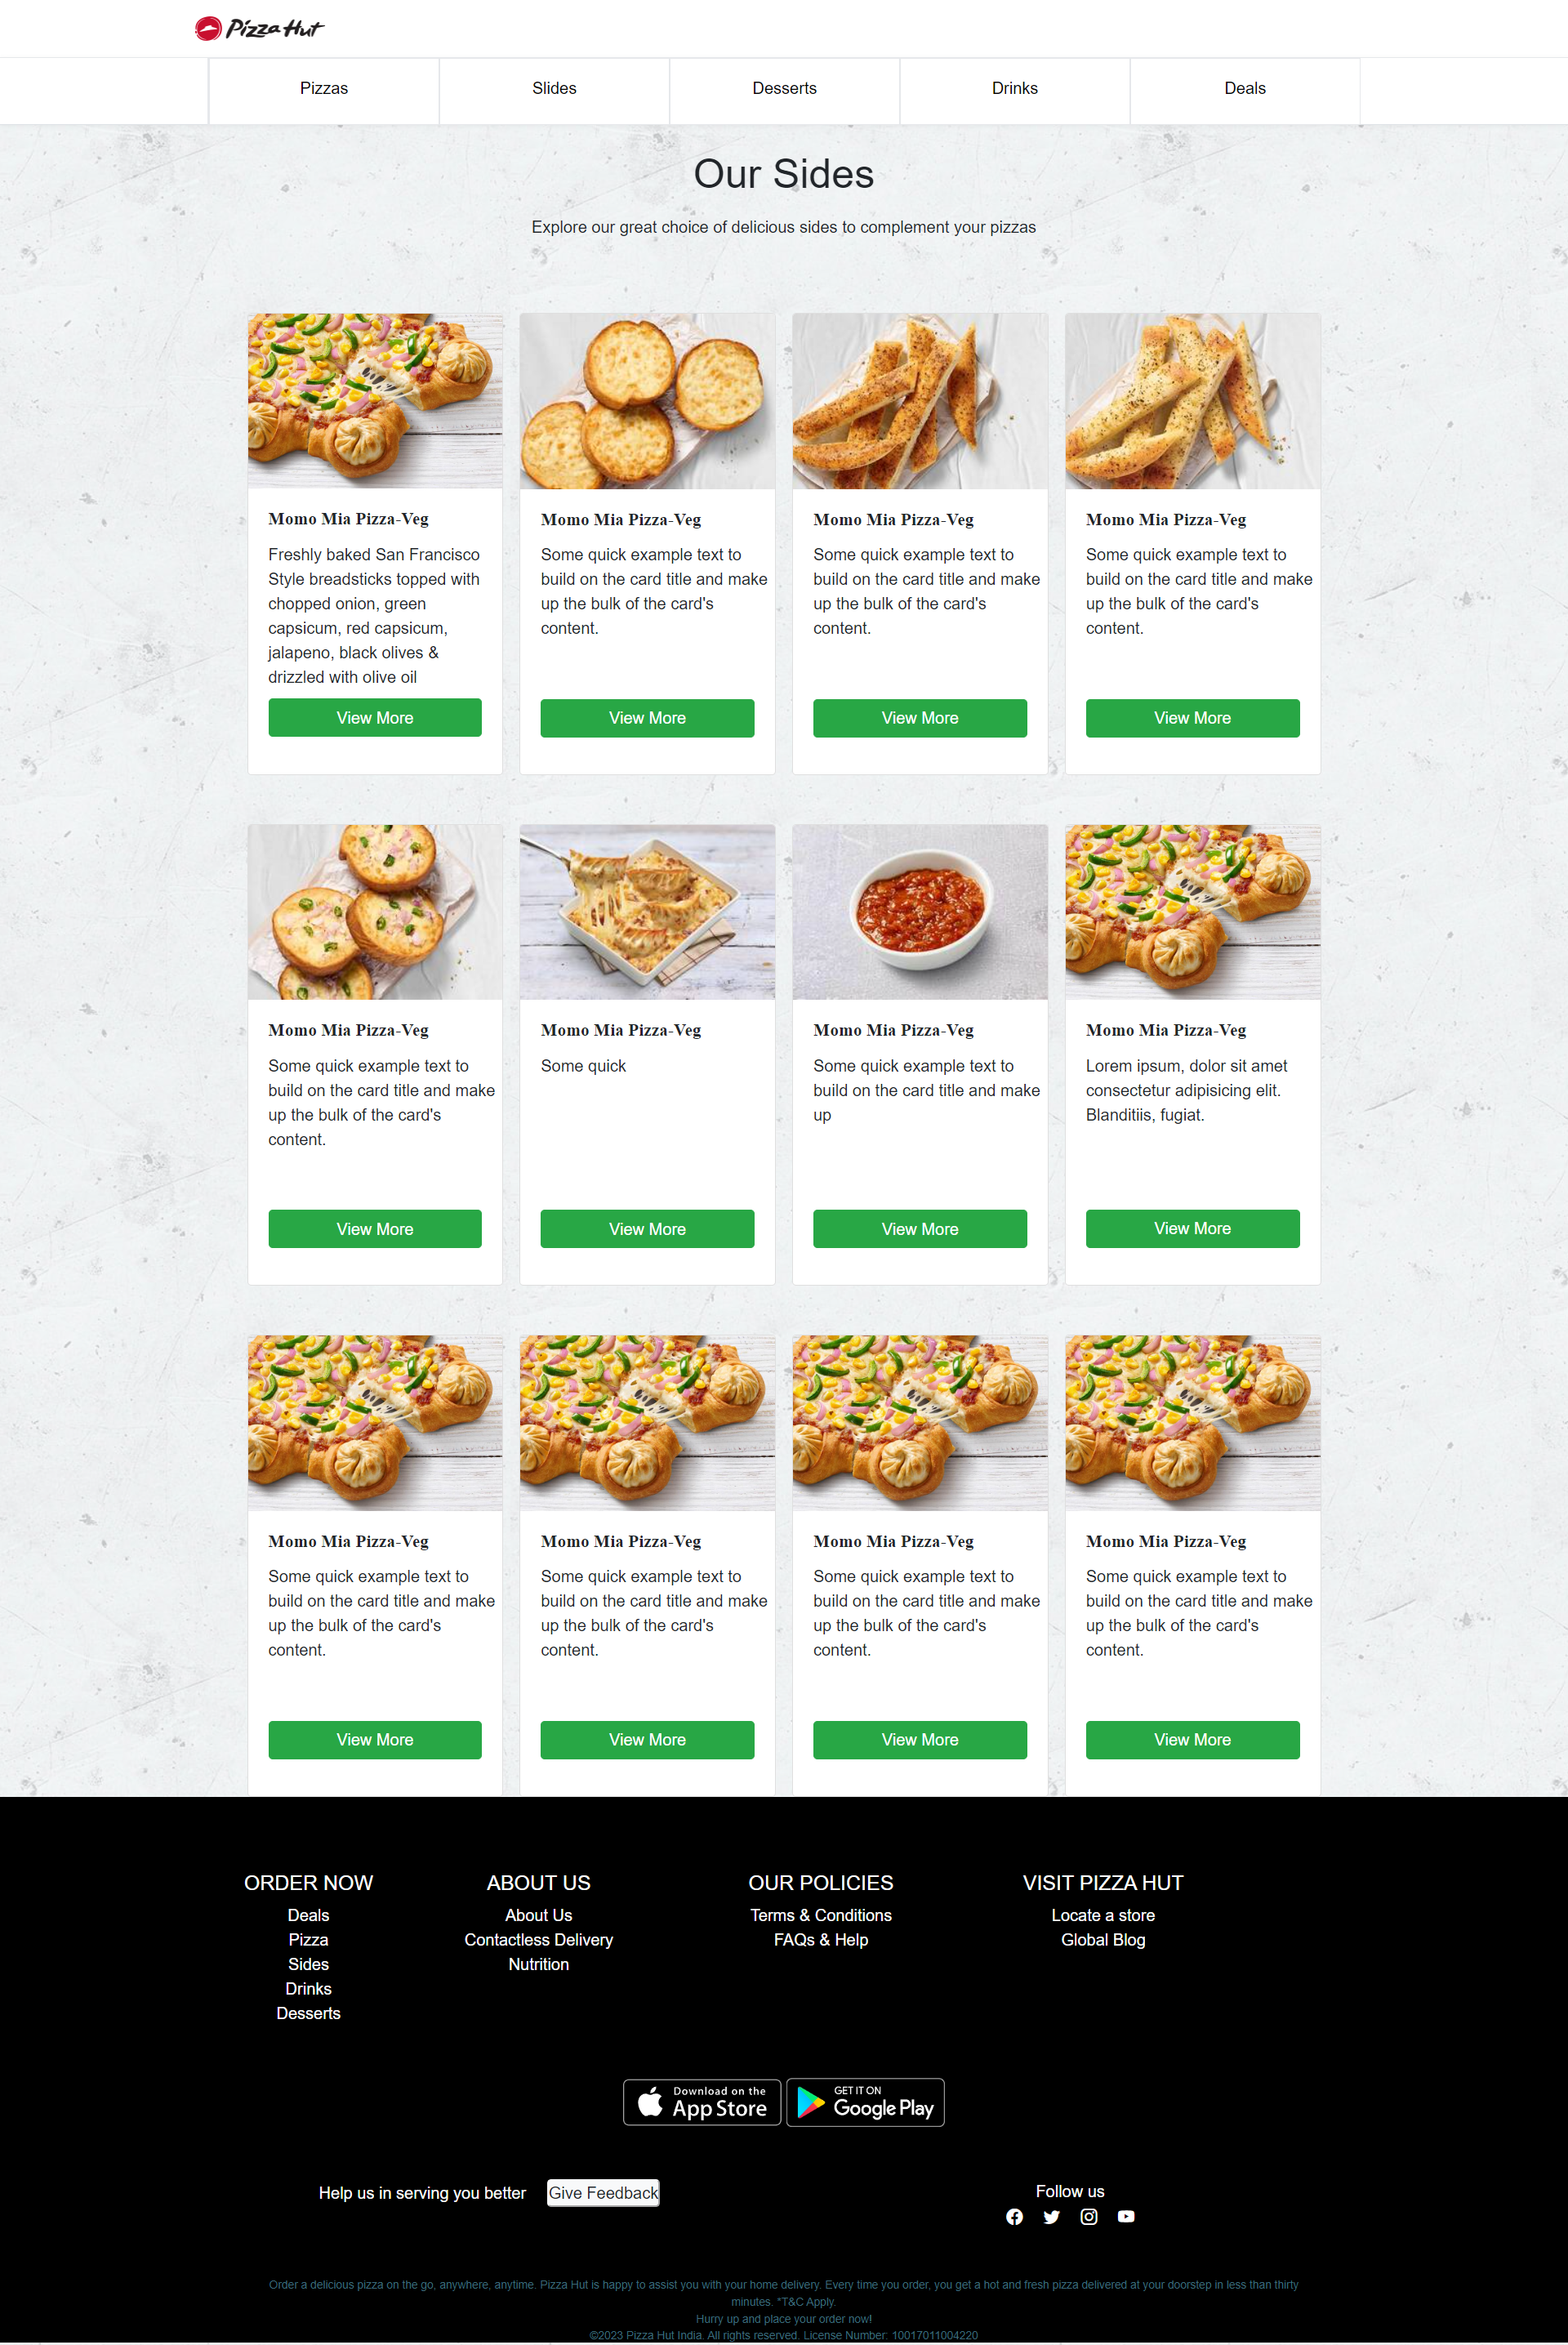 Pizza Hut
Pizzas Slides Desserts Drinks Deals
Our Sides
Explore our great choice of delicious sides to complement your pizzas
Momo Mia Pizza-Veg
Freshly baked San Francisco
Style breadsticks topped with
chopped onion, green
capsicum, red capsicum,
jalapeno, black olives &
drizzled with olive oil
View More
Momo Mia Pizza-Veg
Some quick example text to
build on the card title and make
up the bulk of the card's
content.
View More
Momo Mia Pizza-Veg
Some quick example text to
build on the card title and make
up the bulk of the card's
content.
View More
Momo Mia Pizza-Veg
Some quick example text to
build on the card title and make
up the bulk of the card's
content.
View More
Momo Mia Pizza-Veg
Some quick example text to
build on the card title and make
up the bulk of the card's
content.
View More
Momo Mia Pizza-Veg
Some quick
View More
Momo Mia Pizza-Veg
Some quick example text to
build on the card title and make
up
View More
Momo Mia Pizza-Veg
Lorem ipsum, dolor sit amet
consectetur adipisicing elit.
Blanditiis, fugiat.
View More
Momo Mia Pizza-Veg
Some quick example text to
build on the card title and make
up the bulk of the card's
content.
View More
Momo Mia Pizza-Veg
Some quick example text to
build on the card title and make
up the bulk of the card's
content.
View More
Momo Mia Pizza-Veg
Some quick example text to
build on the card title and make
up the bulk of the card's
content.
View More
Momo Mia Pizza-Veg
Some quick example text to
build on the card title and make
up the bulk of the card's
content.
View More
ORDER NOW
Deals
Pizza
Sides
Drinks
Desserts
ABOUT US
About Us
Contactless Delivery
Nutrition
OUR POLICIES
Terms & Conditions
FAQs & Help
VISIT PIZZA HUT
Locate a store
Global Blog
Download on the
App Store
GET IT ON
Google Play
Help us in serving you better Give Feedback
Follow us
Order a delicious pizza on the go, anywhere, anytime. Pizza Hut is happy to assist you with your home delivery. Every time you order, you get a hot and fresh pizza delivered at your doorstep in less than thirty
minutes. *T&C Apply.
Hurry up and place your order now!
©2023 Pizza Hut India. All rights reserved. License Number: 10017011004220